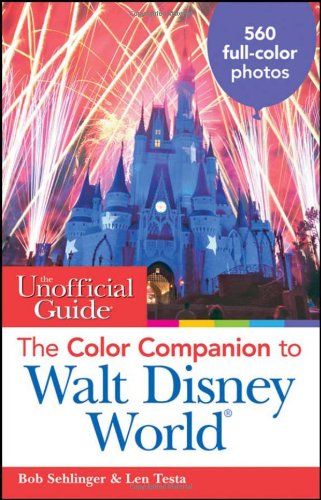 560
full-color
photos
the
Unofficial
Guide®
The Color Companion to
Walt Disney
World®
Bob Sehlinger & Len Testa